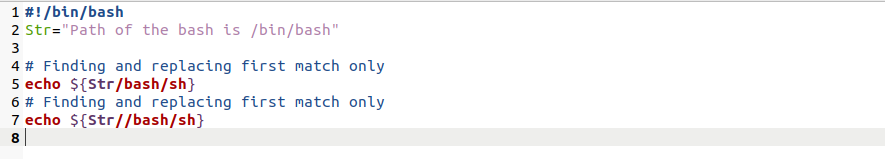 1 #!/bin/bash
2 Str="Path of the bash is /bin/bash"
3
4 # Finding and replacing first match only
5 echo ${Str/bash/sh}
6 # Finding and replacing first match only
7 echo ${Str//bash/sh}
8